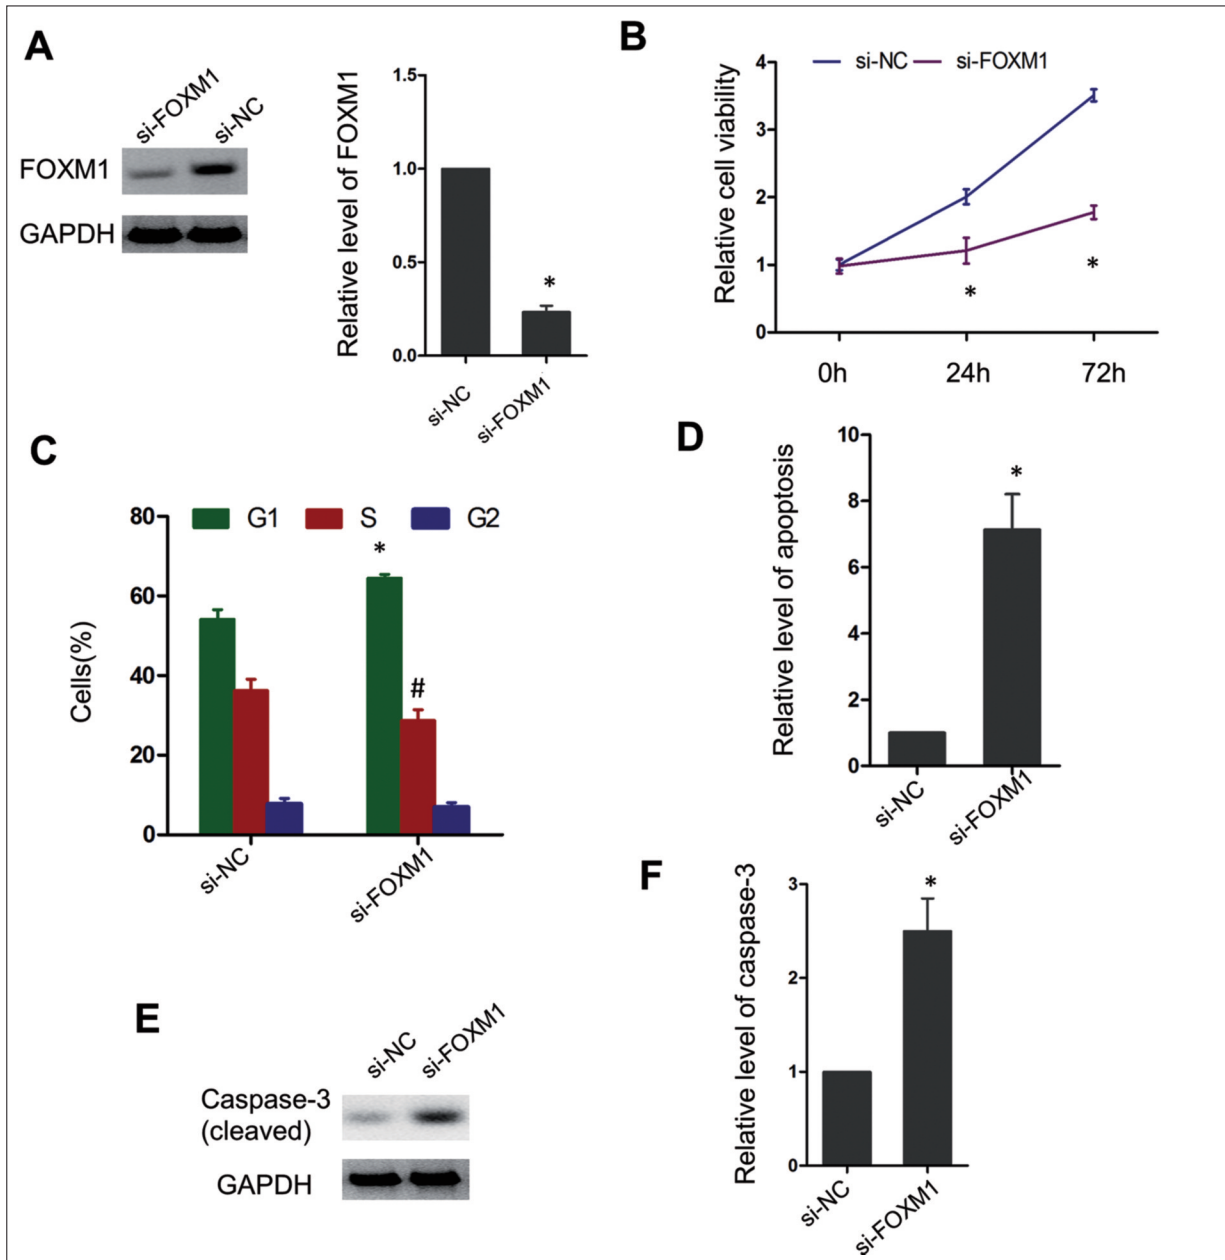 A
si-FOXM1
si-NC
FOXM1
GAPDH
Relative level of FOXM1
1.5
1.0
0.5
0.0
*
si-NC
si-FOXM1
B
si-NC
si-FOXM1
Relative cell viability
4
3
2
1
0
*
*
0h
24h
72h
C
Cells(%)
80
60
40
20
0
G1
S
G2
*
#
si-NC
si-FOXM1
D
Relative level of apoptosis
10
8
6
4
2
0
*
si-NC
si-FOXM1
E
si-NC
si-FOXM1
Caspase-3
(cleaved)
GAPDH
F
Relative level of caspase-3
3
2
1
0
*
si-NC
si-FOXM1